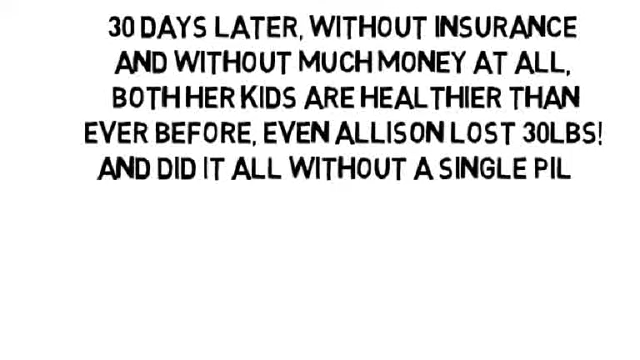 30 DAYS LATER, WITHOUT INSURANCE
AND WITHOUT MUCH MONEY AT ALL,
BOTH HER KIDS ARE HEALTHIER THAN
EVER BEFORE, EVEN ALLISON LOST 30LBS!
AND DID IT ALL WITHOUT A SINGLE PIL